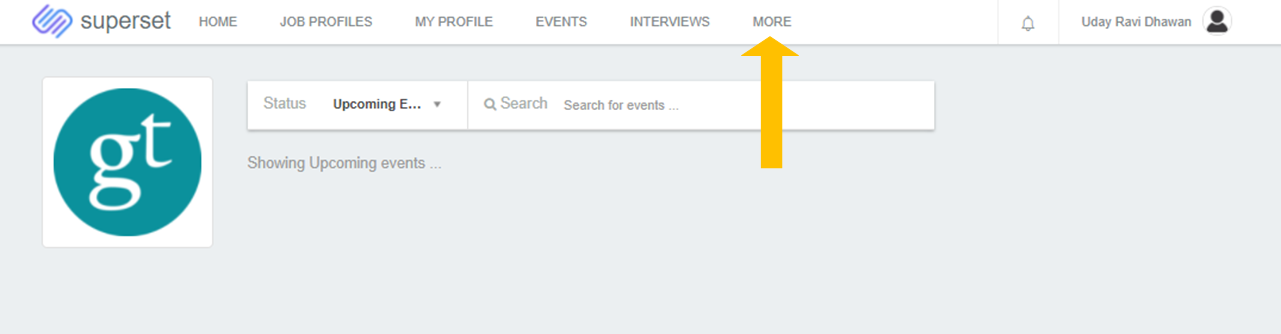 superset HOME JOB PROFILES MY PROFILE EVENTS INTERVIEWS MORE Uday Ravi Dhawan
gt
Status Upcoming E... Search Search for events ...
Showing Upcoming events ...